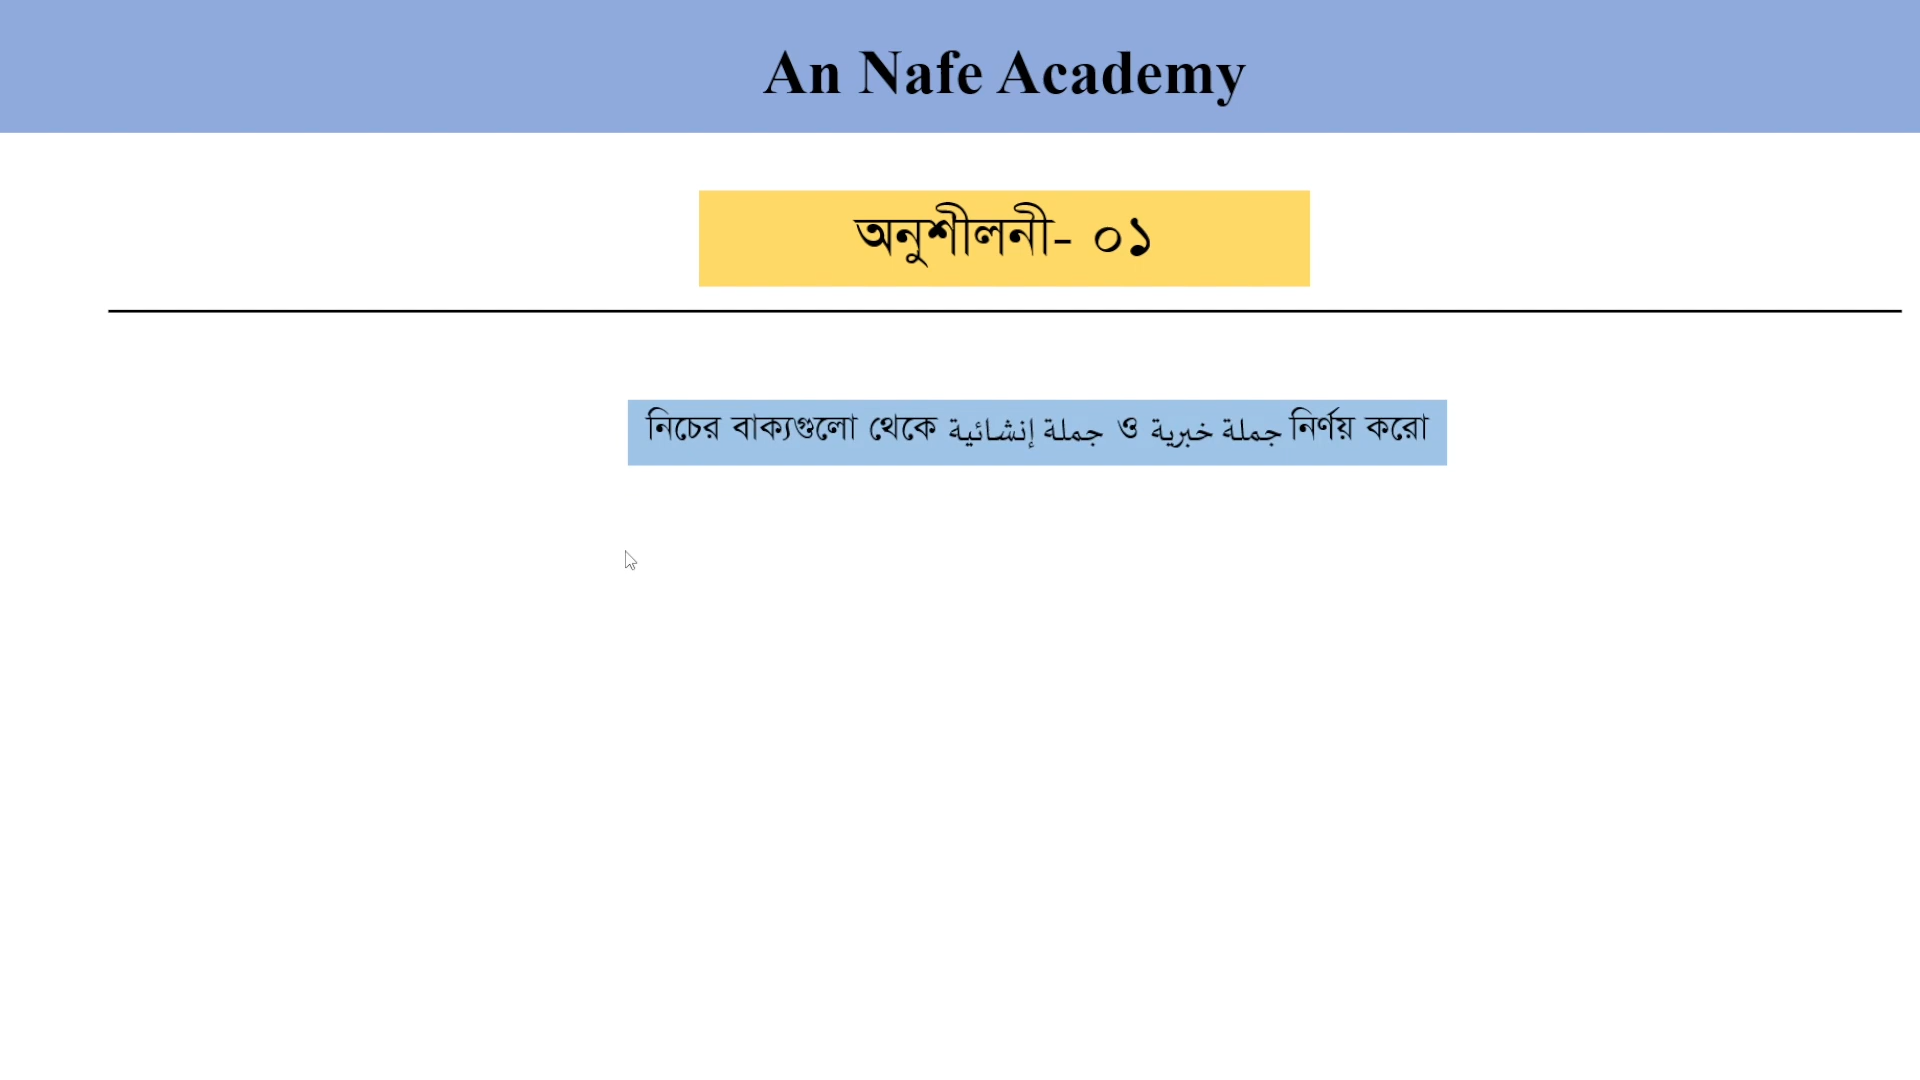 An Nafe Academy
অনুশীলনী- ০১
নিচের বাক্যগুলো থেকে جملة إنشائية ও جملة خبرية নির্ণয় করো